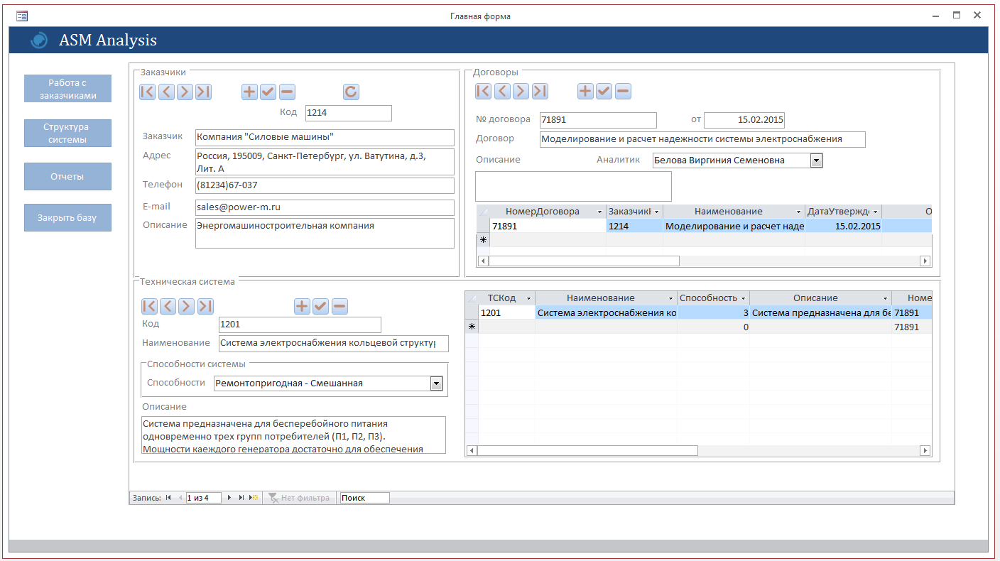 Главная форма
ASM Analysis
Работа с
заказчиками
Структура
системы
Отчеты
Закрыть базу
Заказчики
Код 1214
Заказчик Компания "Силовые машины"
Адрес Россия, 195009, Санкт-Петербург, ул. Ватутина, д.3,
Лит. А
Телефон (81234)67-037
E-mail sales@power-m.ru
Описание Энергомашиностроительная компания
Договоры
№ договора 71891 от 15.02.2015
Договор Моделирование и расчет надежности системы электроснабжения
Описание Аналитик Белова Виргиния Семеновна
НомерДоговора ЗаказчикI Наименование ДатаУтвержд О
71891 1214 Моделирование и расчет наде 15.02.2015
Техническая система
Код 1201
Наименование Система электроснабжения кольцевой структур
Способности системы
Способности Ремонтопригодная - Смешанная
Описание
Система предназначена для бесперебойного питания
одновременно трех групп потребителей (П1, П2, П3).
Мощности каеждого генератора достаточно для обеспечения
ТСКод Наименование Способность Описание Номе
1201 Система электроснабжения ко 3 Система предназначена для бе 71891
0 71891
Запись: 1 из 4 Нет фильтра Поиск